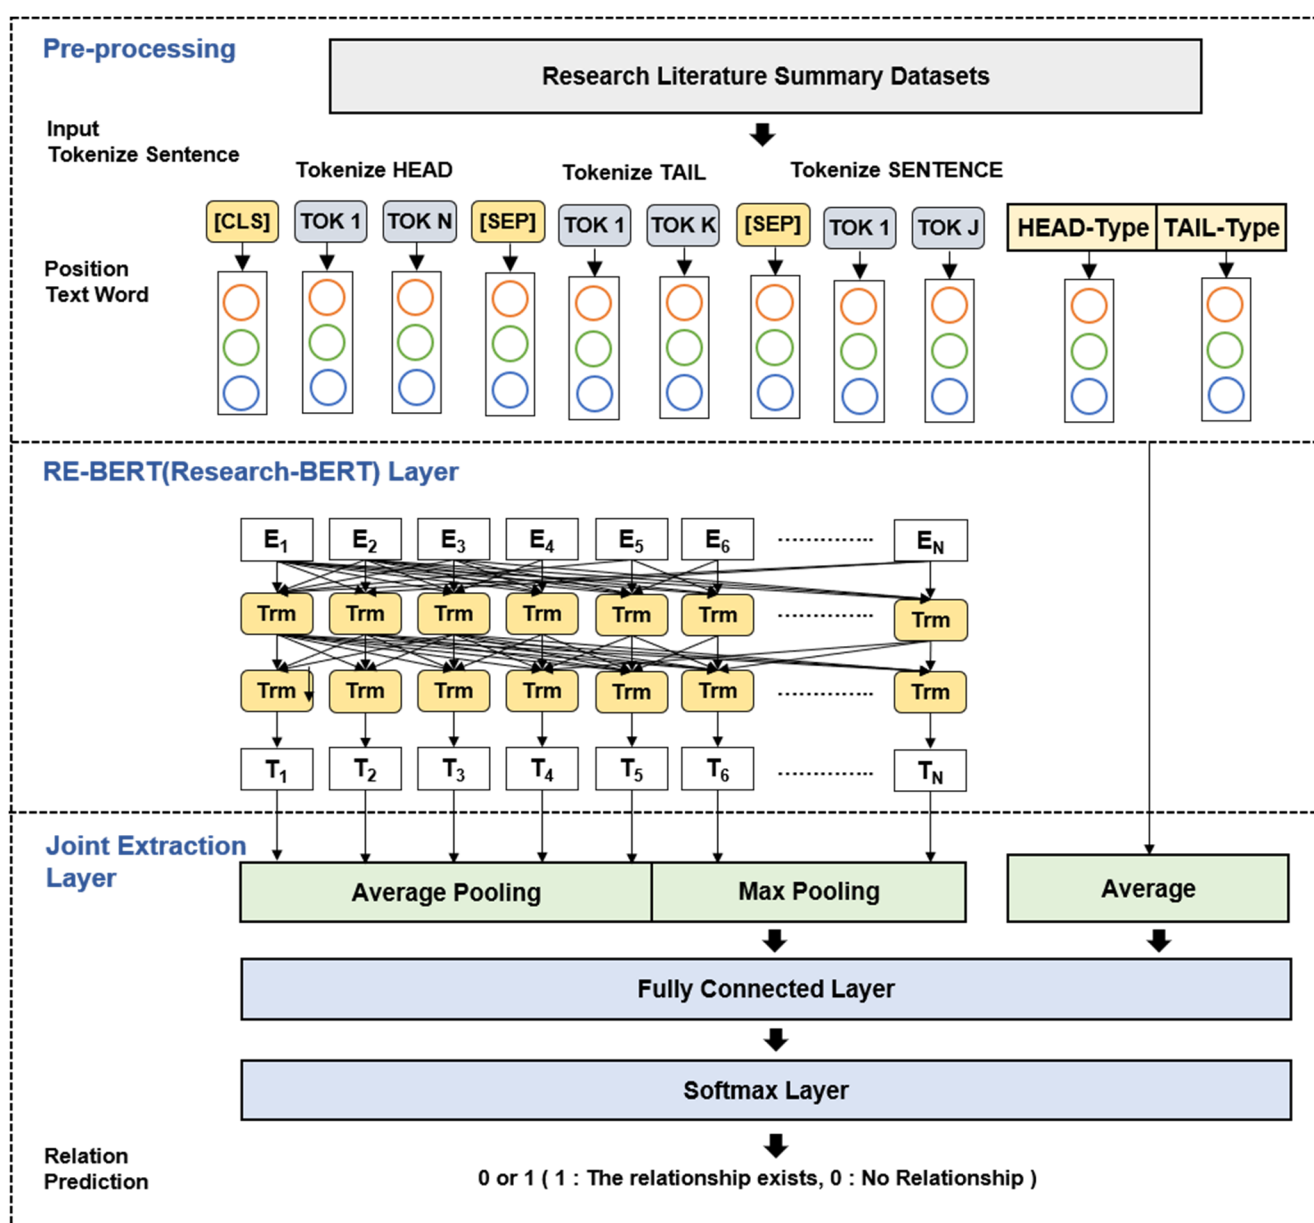 Pre-processing
Research Literature Summary Datasets
Input
Tokenize Sentence
Tokenize HEAD
Tokenize TAIL
Tokenize SENTENCE
[CLS] TOK 1 TOK N [SEP] TOK 1 TOK K [SEP] TOK 1 TOK J HEAD-Type TAIL-Type
Position
Text Word
RE-BERT(Research-BERT) Layer
E1 E2 E3 E4 E5 E6 .............. EN
Trm Trm Trm Trm Trm Trm .............. Trm
Trm Trm Trm Trm Trm Trm .............. Trm
T1 T2 T3 T4 T5 T6 .............. TN
Joint Extraction
Layer
Average Pooling Max Pooling Average
Fully Connected Layer
Softmax Layer
Relation
Prediction
0 or 1 ( 1 : The relationship exists, 0 : No Relationship )